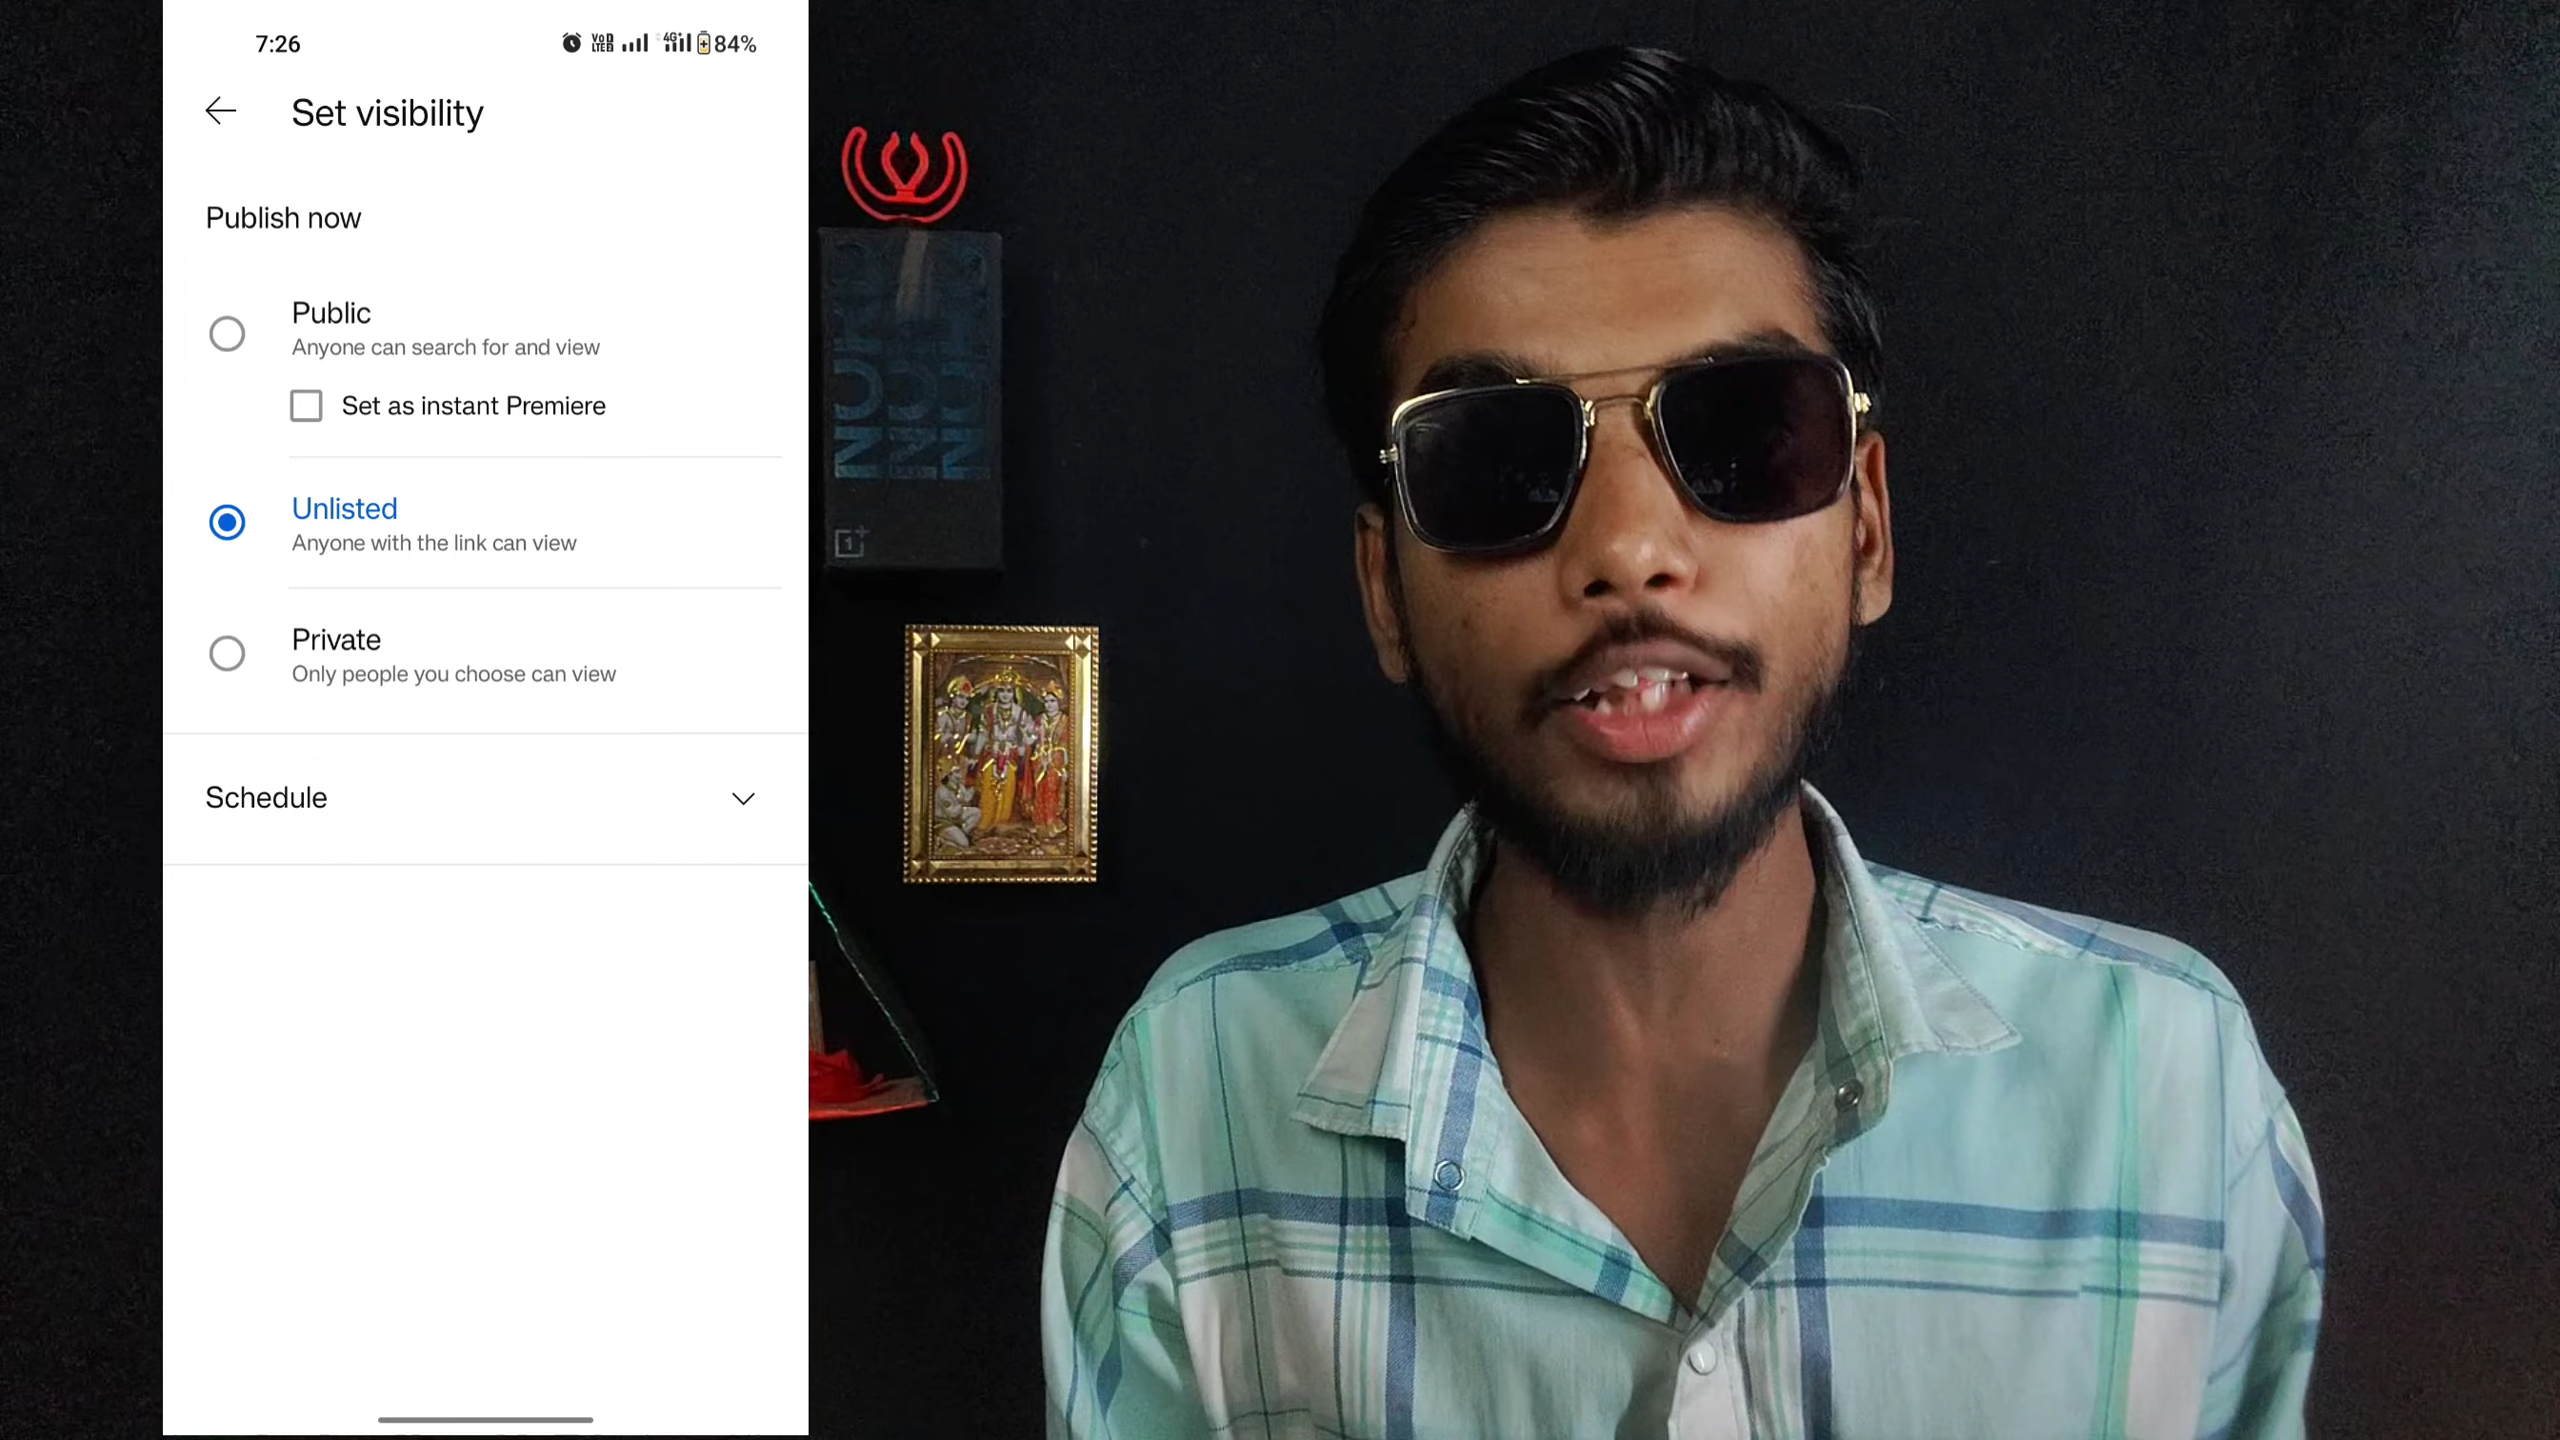 7:26
84%
Set visibility
Publish now
Public
Anyone can search for and view
Set as instant Premiere
Unlisted
Anyone with the link can view
Private
Only people you choose can view
Schedule